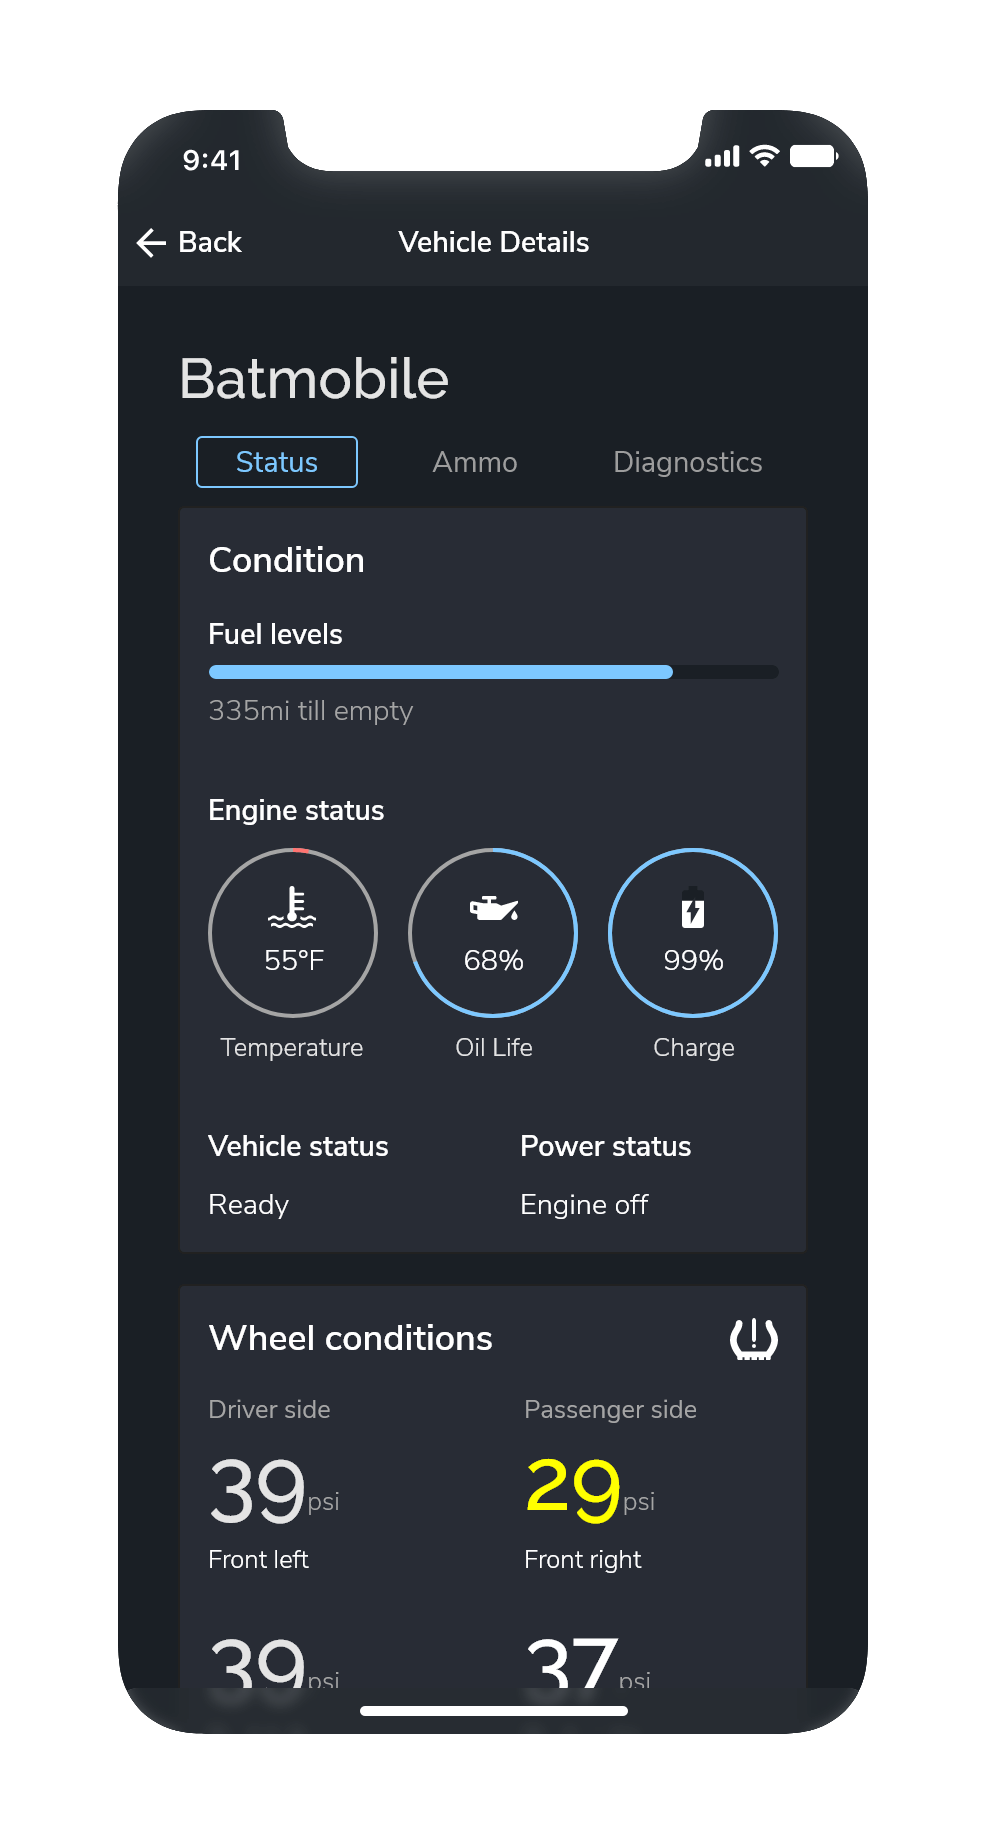 9:41
Back
Vehicle Details
Batmobile
Status Ammo Diagnostics
Condition
Fuel levels
335mi till empty
Engine status
55°F 68% 99%
Temperature Oil Life Charge
Vehicle status Power status
Ready Engine off
Wheel conditions
Driver side Passenger side
39psi 29psi
Front left Front right
39psi 37psi